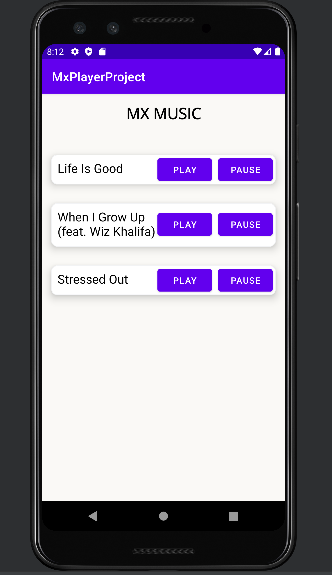 8:12
MxPlayerProject
MX MUSIC
Life Is Good PLAY PAUSE
When I Grow Up
(feat. Wiz Khalifa) PLAY PAUSE
Stressed Out PLAY PAUSE